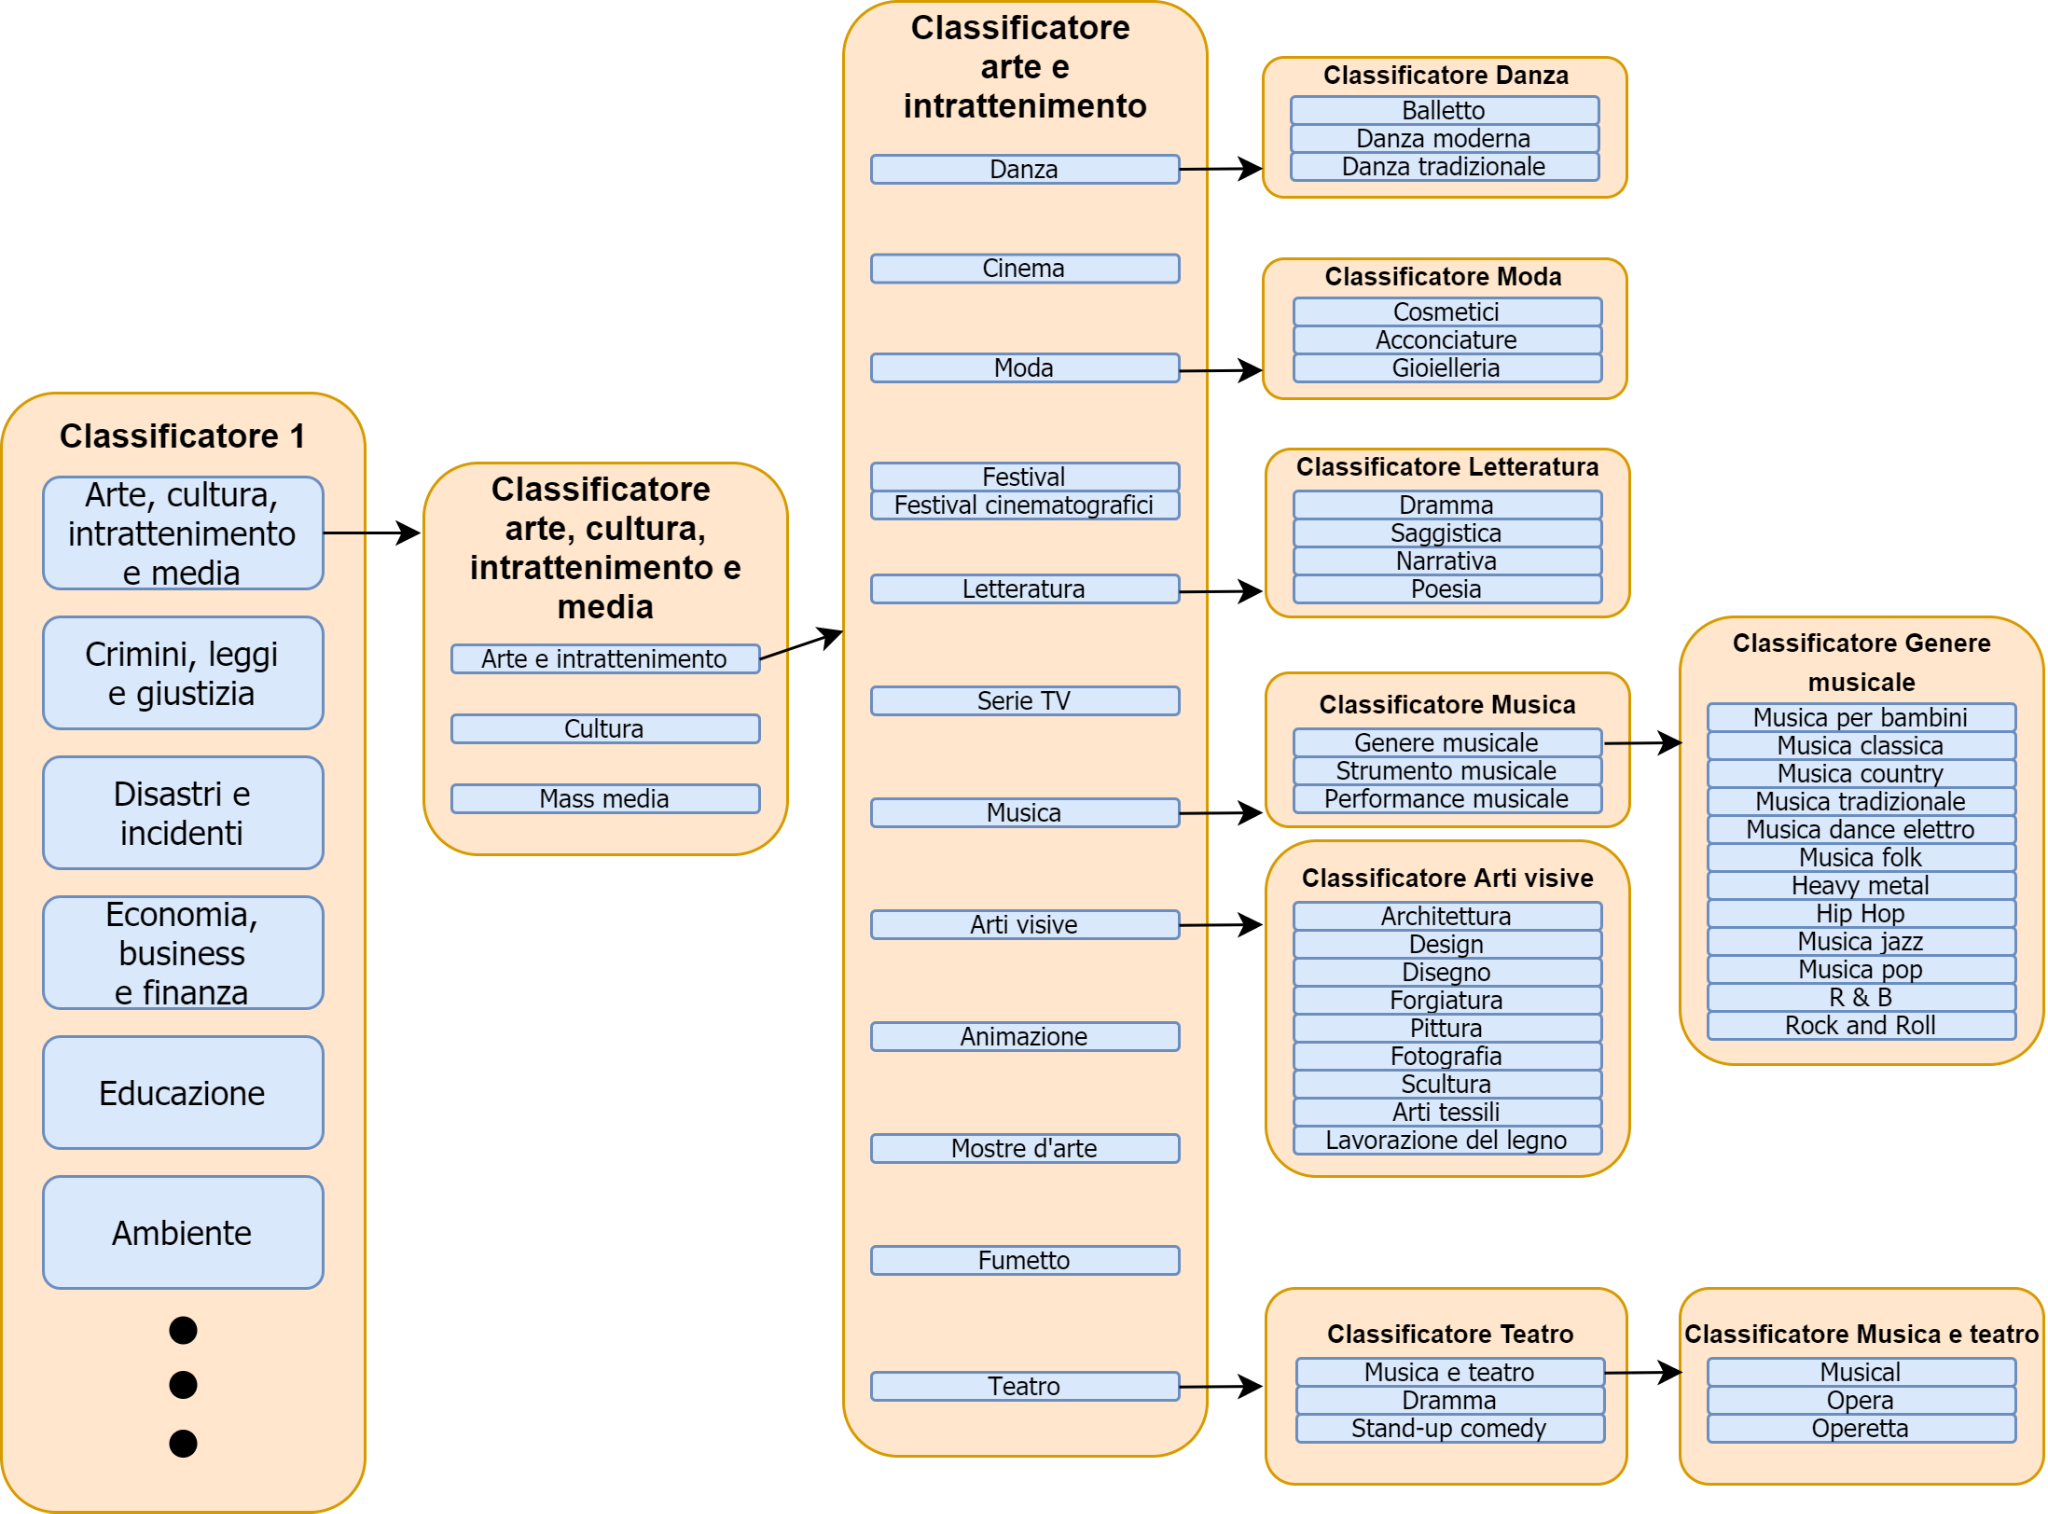 Classificatore 1
Arte, cultura,
intrattenimento
e media
Crimini, leggi
e giustizia
Disastri e
incidenti
Economia,
business
e finanza
Educazione
Ambiente
Classificatore
arte, cultura,
intrattenimento e
media
Arte e intrattenimento
Cultura
Mass media
Classificatore
arte e
intrattenimento
Danza
Cinema
Moda
Festival
Festival cinematografici
Letteratura
Serie TV
Musica
Arti visive
Animazione
Mostre d'arte
Fumetto
Teatro
Classificatore Danza
Balletto
Danza moderna
Danza tradizionale
Classificatore Moda
Cosmetici
Acconciature
Gioielleria
Classificatore Letteratura
Dramma
Saggistica
Narrativa
Poesia
Classificatore Musica
Genere musicale
Strumento musicale
Performance musicale
Classificatore Arti visive
Architettura
Design
Disegno
Forgiatura
Pittura
Fotografia
Scultura
Arti tessili
Lavorazione del legno
Classificatore Teatro
Musica e teatro
Dramma
Stand-up comedy
Classificatore Genere
musicale
Musica per bambini
Musica classica
Musica country
Musica tradizionale
Musica dance elettro
Musica folk
Heavy metal
Hip Hop
Musica jazz
Musica pop
R & B
Rock and Roll
Classificatore Musica e teatro
Musical
Opera
Operetta